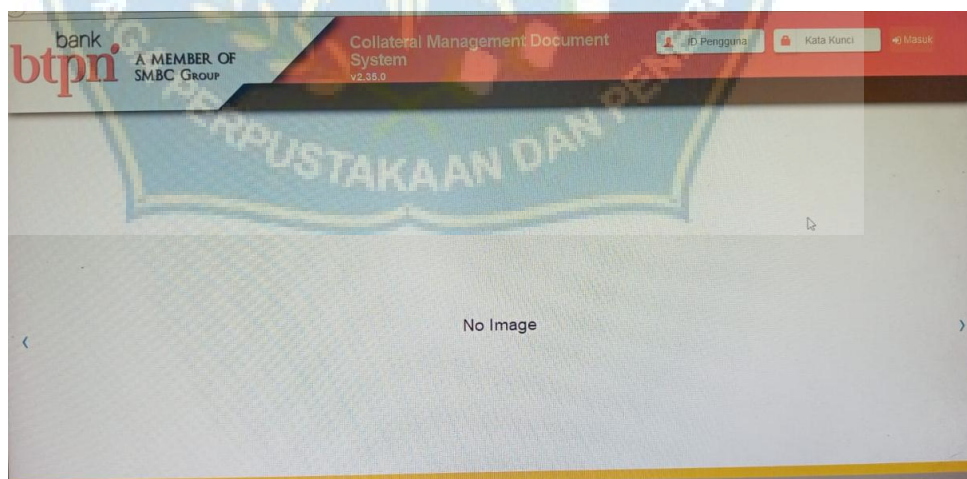 bank
btpn
A MEMBER OF
SMBC GROUP
Collateral Management Document
System
v2.35.0
ID Pengguna
Kata Kunci
Masuk
PERPUSTAKAAN DAN
No Image